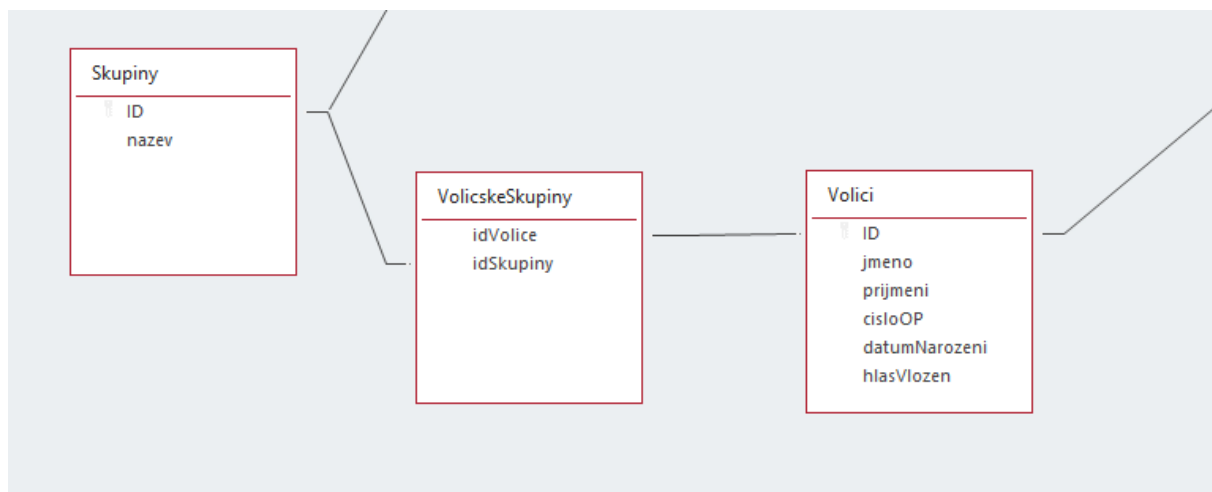 Skupiny
ID
nazev
VolicskeSkupiny
idVolice
idSkupiny
Volici
ID
jmeno
prijmeni
cisloOP
datumNarozeni
hlasVlozen